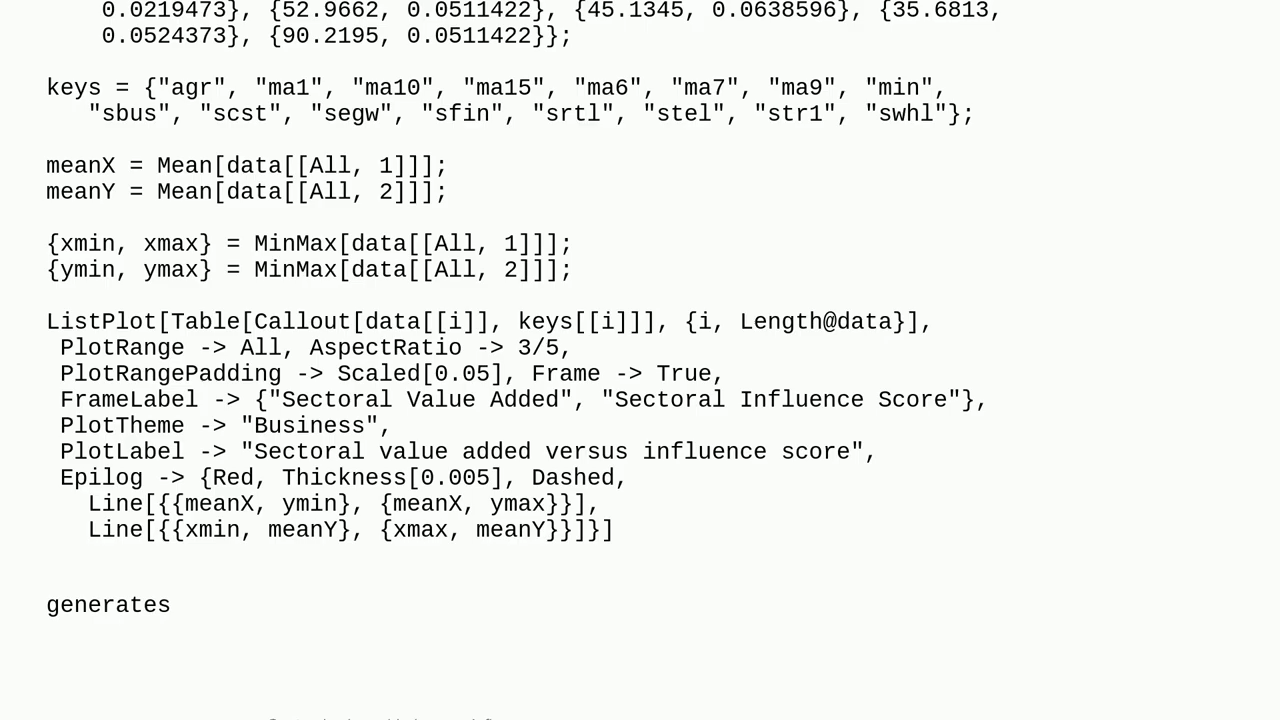 0.0219473}, {52.9662, 0.0511422}, {45.1345, 0.0638596}, {35.6813,
0.0524373}, {90.2195, 0.0511422}};
keys = {"agr", "ma1", "ma10", "ma15", "ma6", "ma7", "ma9", "min",
"sbus", "scst", "segw", "sfin", "srtl", "stel", "str1", "swhl"};
meanX = Mean[data[[All, 1]]];
meanY = Mean[data[[All, 2]]];
{xmin, xmax} = MinMax[data[[All, 1]]];
{ymin, ymax} = MinMax[data[[All, 2]]];
ListPlot[Table[Callout[data[[i]], keys[[i]]], {i, Length@data}],
PlotRange -> All, AspectRatio -> 3/5,
PlotRangePadding -> Scaled[0.05], Frame -> True,
FrameLabel -> {"Sectoral Value Added", "Sectoral Influence Score"},
PlotTheme -> "Business",
PlotLabel -> "Sectoral value added versus influence score",
Epilog -> {Red, Thickness[0.005], Dashed,
Line[{{meanX, ymin}, {meanX, ymax}}],
Line[{{xmin, meanY}, {xmax, meanY}}]}]
generates